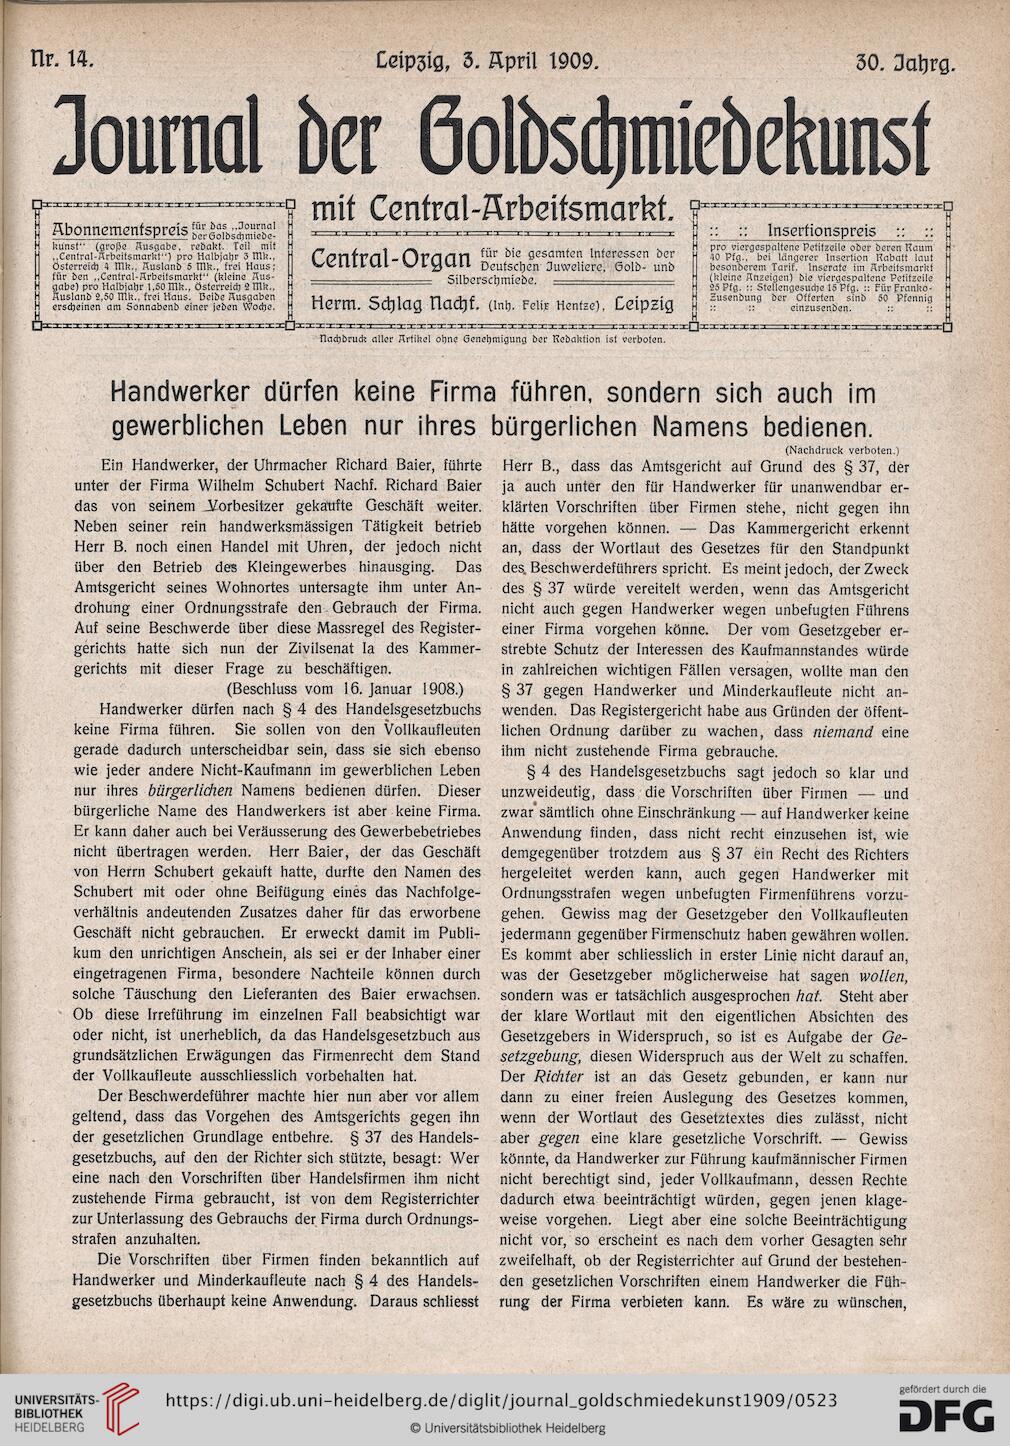 Nr. 14.
Leipzig, 3. April 1909.
30. Jahrg.
Journal der Goldschmiedekunst
mit Central-Arbeitsmarkt.
Abonnementspreis für das „Journal
der Goldschmiede-
kunst“ (große Ausgabe, redakt. Teil mit
„Central-Arbeitsmarkt“) pro Halbjahr 3 Mk.,
Österreich 4 Mk., Ausland 5 Mk., frei Haus;
für den „Central-Arbeitsmarkt“ (kleine Aus-
gabe) pro Halbjahr 1,50 Mk., Österreich 2 Mk.,
Ausland 2,50 Mk., frei Haus. Beide Ausgaben
erscheinen am Sonnabend einer jeden Woche.
Central-Organ für die gesamten Interessen der
Deutschen Juweliere, Gold- und
Silberschmiede.
Herm. Schlag Nachf. (Inh. Felix Hentze), Leipzig
:: :: Insertionspreis :: ::
pro viergespaltene Petitzeile oder deren Raum
40 Pfg., bei längerer Insertion Rabatt laut
besonderem Tarif. Inserate im Arbeitsmarkt
(kleine Anzeigen) die viergespaltene Petitzeile
25 Pfg. :: Stellengesuche 15 Pfg. :: Für Franko-
Zusendung der Offerten sind 50 Pfennig
:: :: einzusenden. :: ::
Nachdruck aller Artikel ohne Genehmigung der Redaktion ist verboten.
Handwerker dürfen keine Firma führen, sondern sich auch im
gewerblichen Leben nur ihres bürgerlichen Namens bedienen.
(Nachdruck verboten.)
Ein Handwerker, der Uhrmacher Richard Baier, führte
unter der Firma Wilhelm Schubert Nachf. Richard Baier
das von seinem Vorbesitzer gekaufte Geschäft weiter.
Neben seiner rein handwerksmässigen Tätigkeit betrieb
Herr B. noch einen Handel mit Uhren, der jedoch nicht
über den Betrieb des Kleingewerbes hinausging. Das
Amtsgericht seines Wohnortes untersagte ihm unter An-
drohung einer Ordnungsstrafe den Gebrauch der Firma.
Auf seine Beschwerde über diese Massregel des Register-
gerichts hatte sich nun der Zivilsenat Ia des Kammer-
gerichts mit dieser Frage zu beschäftigen.
(Beschluss vom 16. Januar 1908.)
Handwerker dürfen nach § 4 des Handelsgesetzbuchs
keine Firma führen. Sie sollen von den Vollkaufleuten
gerade dadurch unterscheidbar sein, dass sie sich ebenso
wie jeder andere Nicht-Kaufmann im gewerblichen Leben
nur ihres bürgerlichen Namens bedienen dürfen. Dieser
bürgerliche Name des Handwerkers ist aber keine Firma.
Er kann daher auch bei Veräusserung des Gewerbebetriebes
nicht übertragen werden. Herr Baier, der das Geschäft
von Herrn Schubert gekauft hatte, durfte den Namen des
Schubert mit oder ohne Beifügung eines das Nachfolge-
verhältnis andeutenden Zusatzes daher für das erworbene
Geschäft nicht gebrauchen. Er erweckt damit im Publi-
kum den unrichtigen Anschein, als sei er der Inhaber einer
eingetragenen Firma, besondere Nachteile können durch
solche Täuschung den Lieferanten des Baier erwachsen.
Ob diese Irreführung im einzelnen Fall beabsichtigt war
oder nicht, ist unerheblich, da das Handelsgesetzbuch aus
grundsätzlichen Erwägungen das Firmenrecht dem Stand
der Vollkaufleute ausschliesslich vorbehalten hat.
Der Beschwerdeführer machte hier nun aber vor allem
geltend, dass das Vorgehen des Amtsgerichts gegen ihn
der gesetzlichen Grundlage entbehre. § 37 des Handels-
gesetzbuchs, auf den der Richter sich stützte, besagt: Wer
eine nach den Vorschriften über Handelsfirmen ihm nicht
zustehende Firma gebraucht, ist von dem Registerrichter
zur Unterlassung des Gebrauchs der Firma durch Ordnungs-
strafen anzuhalten.
Die Vorschriften über Firmen finden bekanntlich auf
Handwerker und Minderkaufleute nach § 4 des Handels-
gesetzbuchs überhaupt keine Anwendung. Daraus schliesst
Herr B., dass das Amtsgericht auf Grund des § 37, der
ja auch unter den für Handwerker für unanwendbar er-
klärten Vorschriften über Firmen stehe, nicht gegen ihn
hätte vorgehen können. — Das Kammergericht erkennt
an, dass der Wortlaut des Gesetzes für den Standpunkt
des Beschwerdeführers spricht. Es meint jedoch, der Zweck
des § 37 würde vereitelt werden, wenn das Amtsgericht
nicht auch gegen Handwerker wegen unbefugten Führens
einer Firma vorgehen könne. Der vom Gesetzgeber er-
strebte Schutz der Interessen des Kaufmannstandes würde
in zahlreichen wichtigen Fällen versagen, wollte man den
§ 37 gegen Handwerker und Minderkaufleute nicht an-
wenden. Das Registergericht habe aus Gründen der öffent-
lichen Ordnung darüber zu wachen, dass niemand eine
ihm nicht zustehende Firma gebrauche.
§ 4 des Handelsgesetzbuchs sagt jedoch so klar und
unzweideutig, dass die Vorschriften über Firmen — und
zwar sämtlich ohne Einschränkung — auf Handwerker keine
Anwendung finden, dass nicht recht einzusehen ist, wie
demgegenüber trotzdem aus § 37 ein Recht des Richters
hergeleitet werden kann, auch gegen Handwerker mit
Ordnungsstrafen wegen unbefugten Firmenführens vorzu-
gehen. Gewiss mag der Gesetzgeber den Vollkaufleuten
jedermann gegenüber Firmenschutz haben gewähren wollen.
Es kommt aber schliesslich in erster Linie nicht darauf an,
was der Gesetzgeber möglicherweise hat sagen wollen,
sondern was er tatsächlich ausgesprochen hat. Steht aber
der klare Wortlaut mit den eigentlichen Absichten des
Gesetzgebers in Widerspruch, so ist es Aufgabe der Ge-
setzgebung, diesen Widerspruch aus der Welt zu schaffen.
Der Richter ist an das Gesetz gebunden, er kann nur
dann zu einer freien Auslegung des Gesetzes kommen,
wenn der Wortlaut des Gesetztextes dies zulässt, nicht
aber gegen eine klare gesetzliche Vorschrift. — Gewiss
könnte, da Handwerker zur Führung kaufmännischer Firmen
nicht berechtigt sind, jeder Vollkaufmann, dessen Rechte
dadurch etwa beeinträchtigt würden, gegen jenen klage-
weise vorgehen. Liegt aber eine solche Beeinträchtigung
nicht vor, so erscheint es nach dem vorher Gesagten sehr
zweifelhaft, ob der Registerrichter auf Grund der bestehen-
den gesetzlichen Vorschriften einem Handwerker die Füh-
rung der Firma verbieten kann. Es wäre zu wünschen,
UNIVERSITÄTS-
BIBLIOTHEK
HEIDELBERG
https://digi.ub.uni-heidelberg.de/diglit/journal_goldschmiedekunst1909/0523
© Universitätsbibliothek Heidelberg
gefördert durch die
DFG